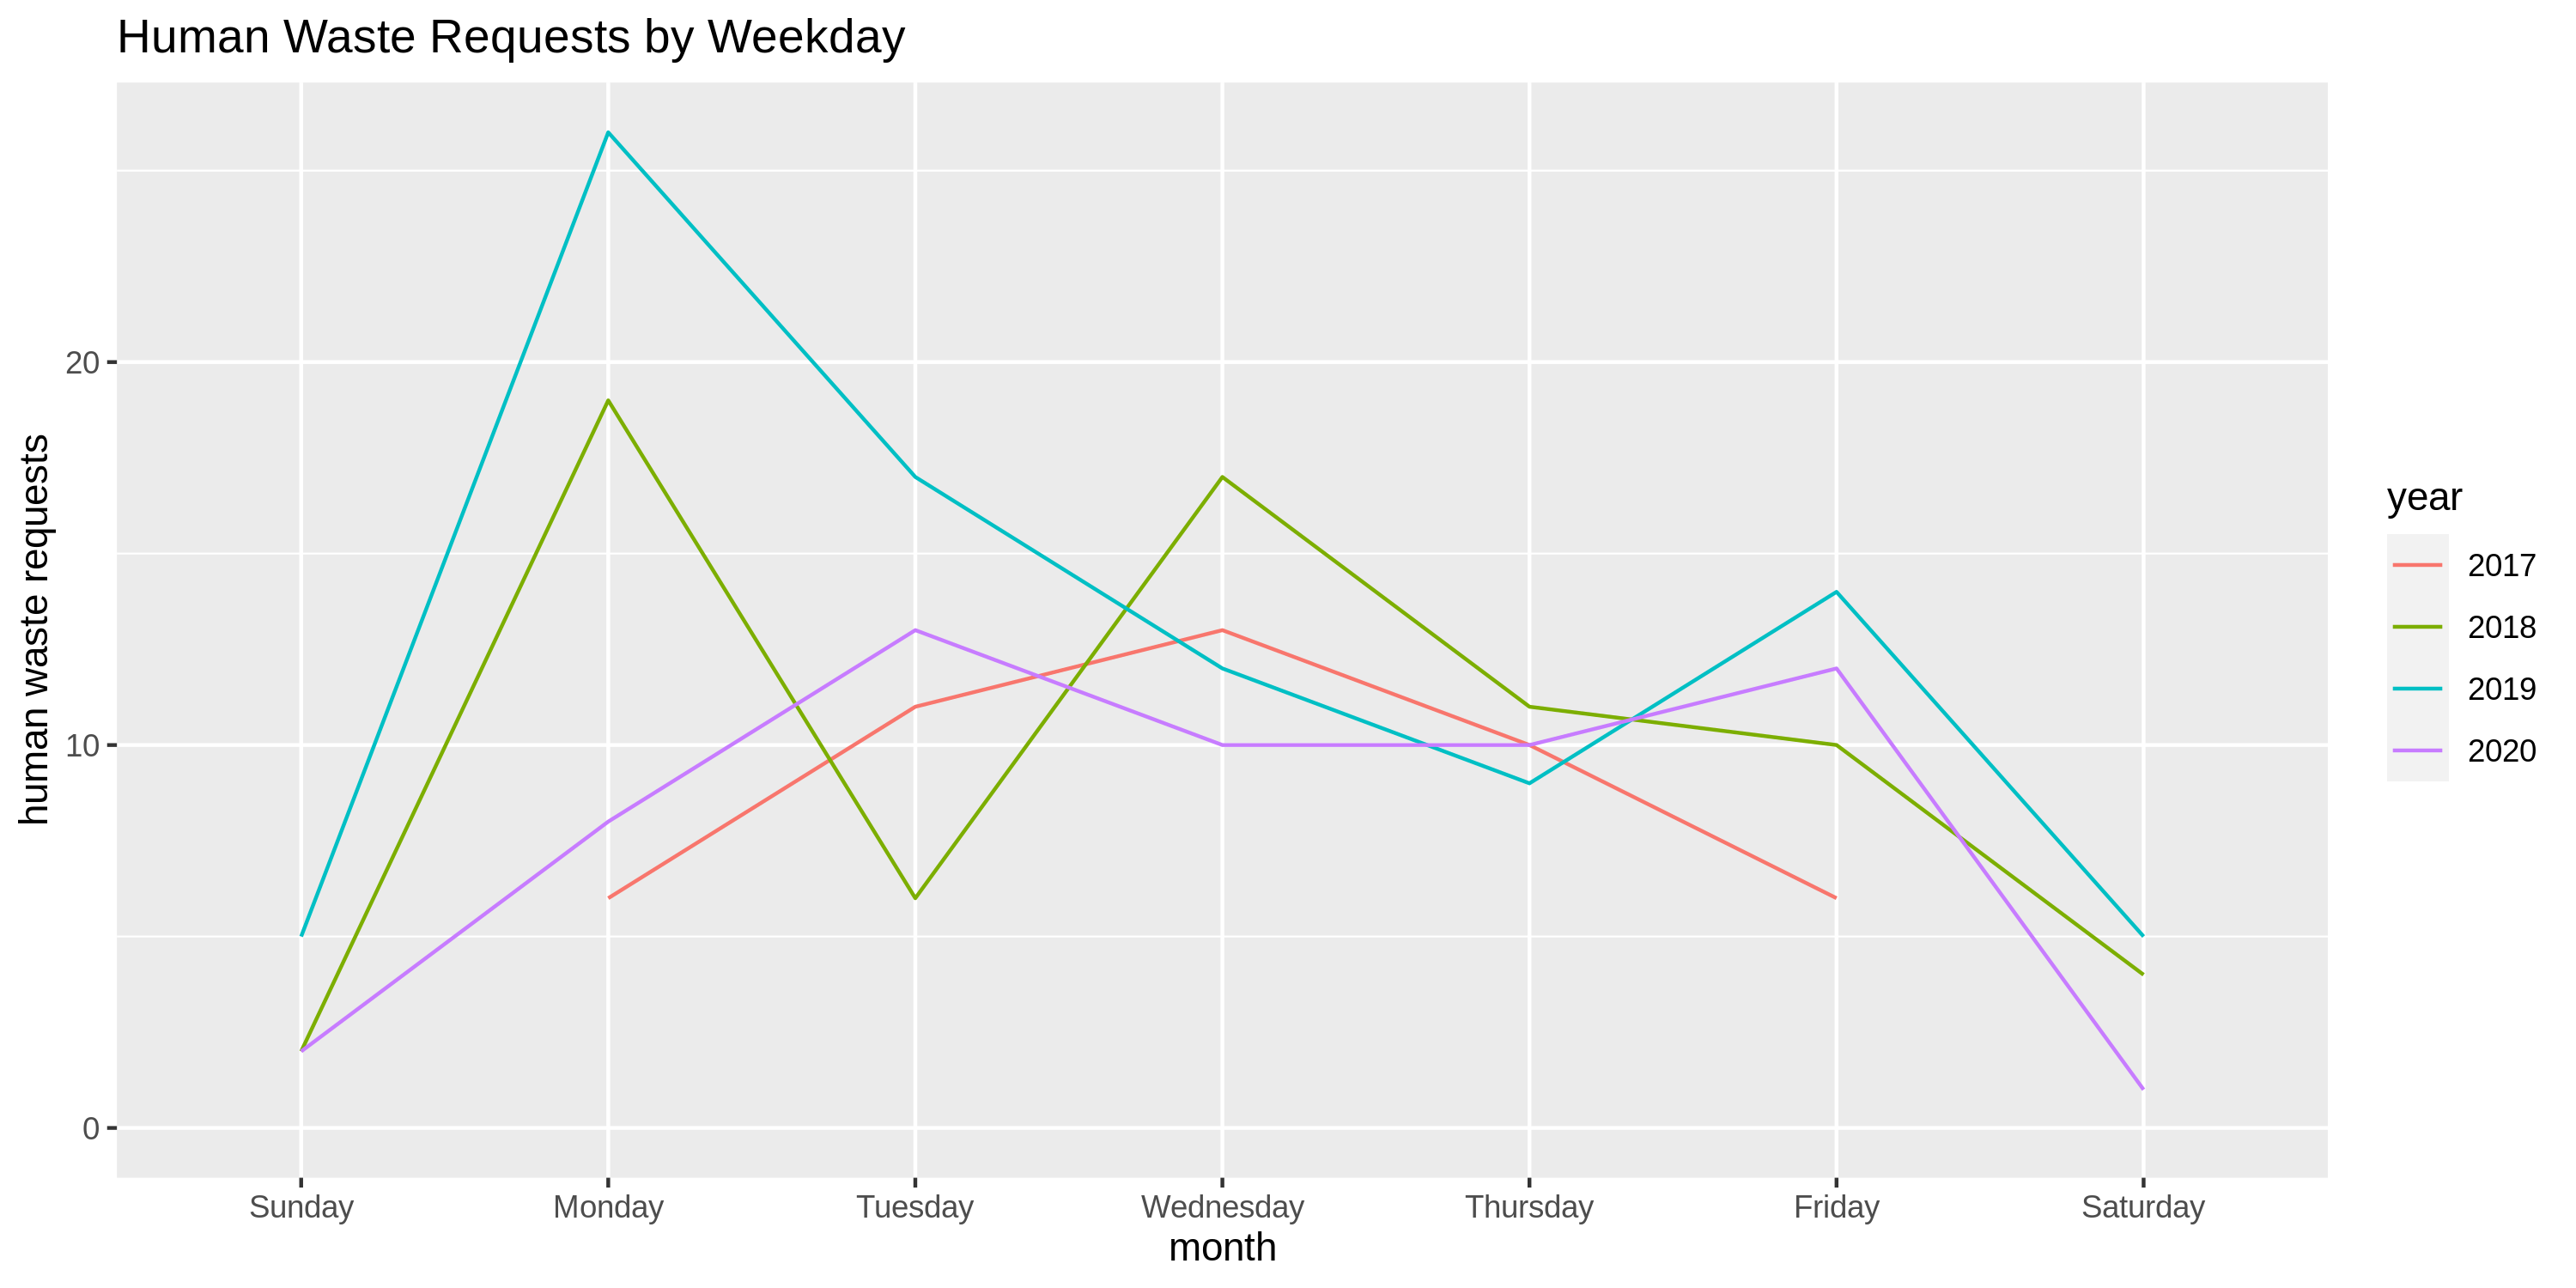 Human Waste Requests by Weekday
human waste requests
20
10
0
Sunday Monday Tuesday Wednesday Thursday Friday Saturday
month
year
2017
2018
2019
2020